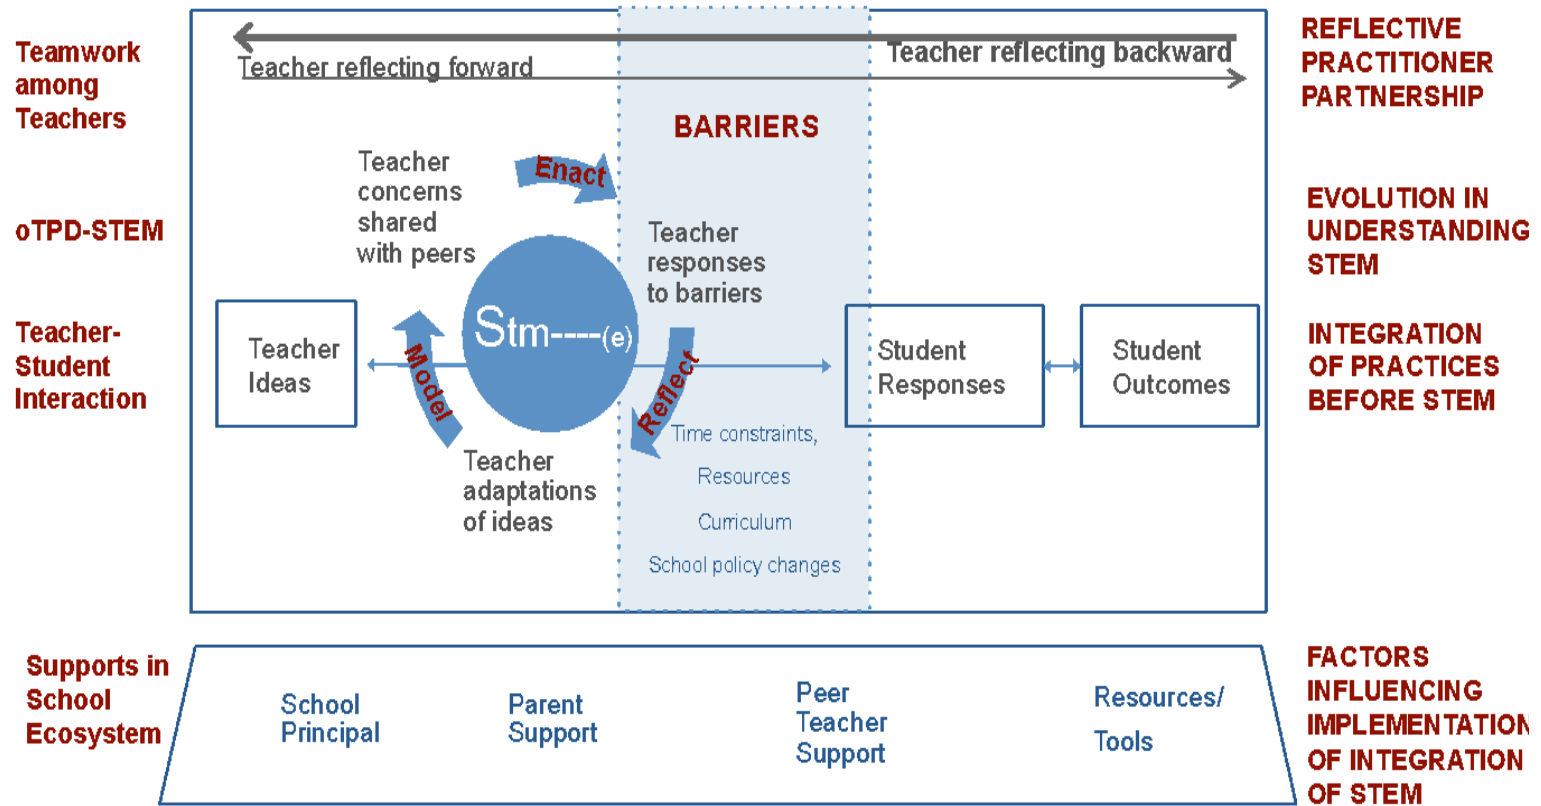 Teamwork
among
Teachers
oTPD-STEM
Teacher-
Student
Interaction
Supports in
School
Ecosystem
Teacher reflecting backward
Teacher reflecting forward
BARRIERS
Teacher
concerns
shared
with peers
Enact
Teacher
responses
to barriers
Stm----(e)
Teacher
Ideas
Model
Reflect
Teacher
adaptations
of ideas
Time constraints,
Resources
Curriculum
School policy changes
Student
Responses
Student
Outcomes
School
Principal
Parent
Support
Peer
Teacher
Support
Resources/
Tools
REFLECTIVE
PRACTITIONER
PARTNERSHIP
EVOLUTION IN
UNDERSTANDING
STEM
INTEGRATION
OF PRACTICES
BEFORE STEM
FACTORS
INFLUENCING
IMPLEMENTATION
OF INTEGRATION
OF STEM